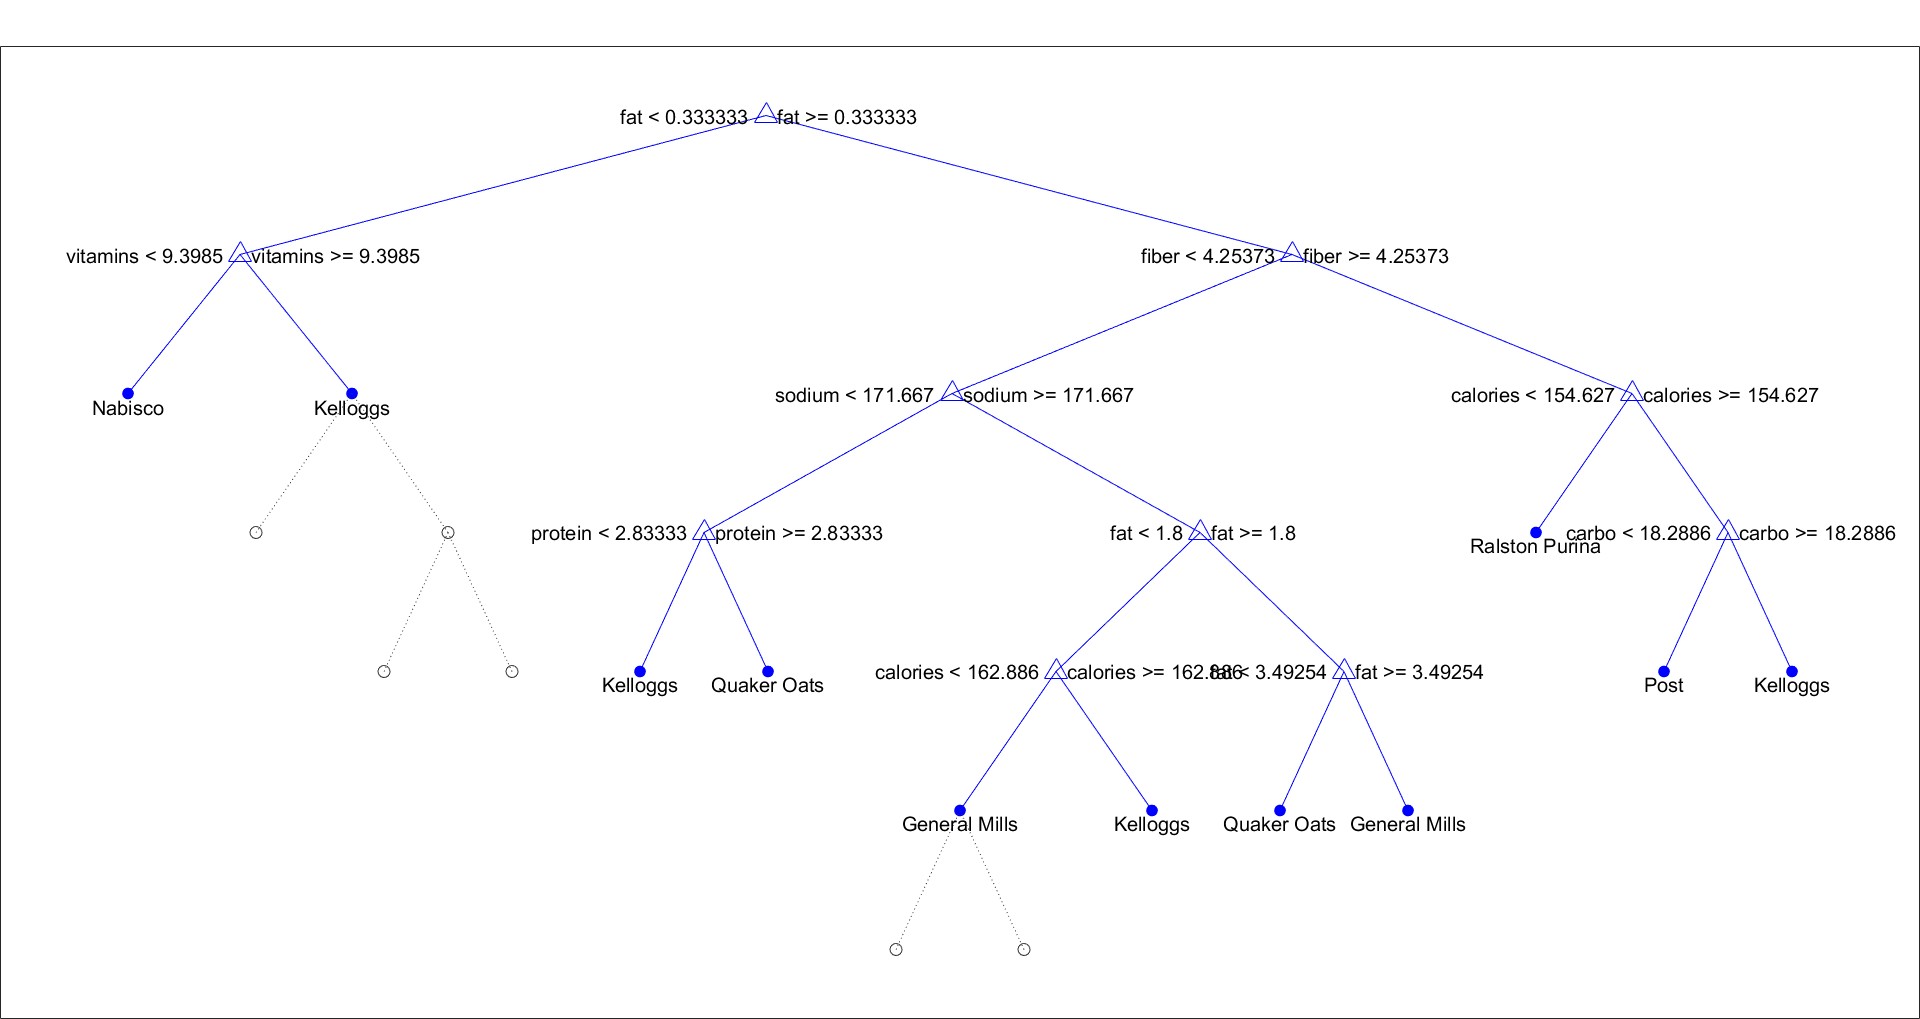 fat < 0.333333
fat >= 0.333333
vitamins < 9.3985
vitamins >= 9.3985
fiber < 4.25373
fiber >= 4.25373
Nabisco
Kelloggs
sodium < 171.667
sodium >= 171.667
calories < 154.627
calories >= 154.627
protein < 2.83333
protein >= 2.83333
fat < 1.8
fat >= 1.8
Ralston Purina
carbo < 18.2886
carbo >= 18.2886
Kelloggs
Quaker Oats
calories < 162.886
calories >= 162.886
fat < 3.49254
fat >= 3.49254
Post
Kelloggs
General Mills
Kelloggs
Quaker Oats
General Mills